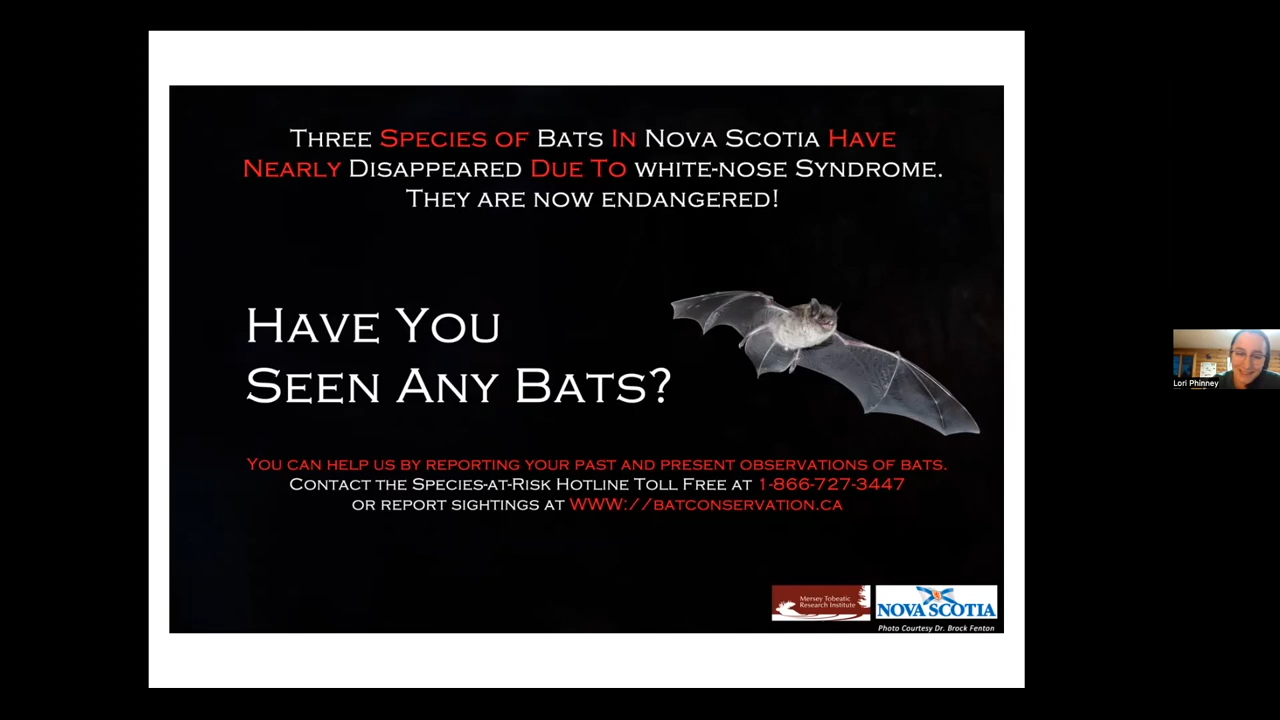 Three Species of Bats In Nova Scotia Have
Nearly Disappeared Due To white-nose Syndrome.
They are now endangered!
Have You
Seen Any Bats?
You can help us by reporting your past and present observations of bats.
Contact the Species-at-Risk Hotline Toll Free at 1-866-727-3447
or report sightings at WWW://batconservation.ca
Mersey Tobeatic
Research Institute
NOVA SCOTIA
Photo Courtesy Dr. Brock Fenton
Lori Phinney